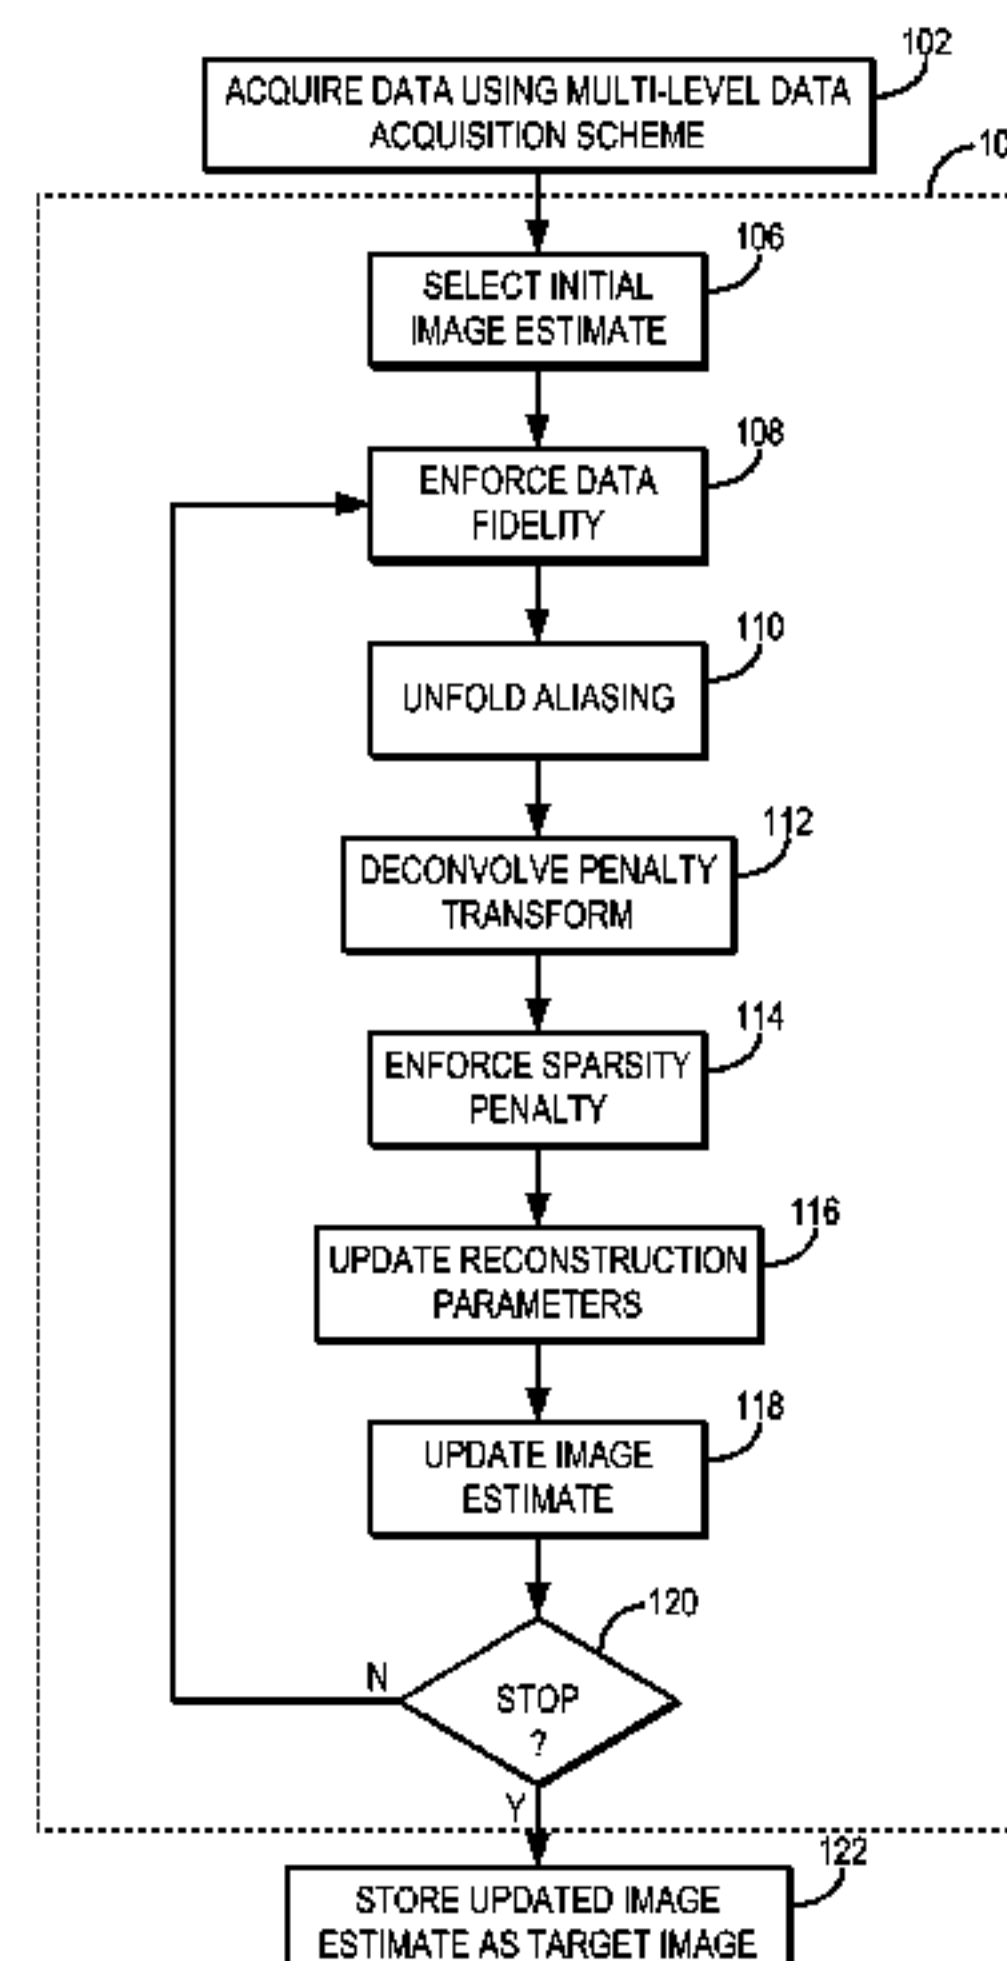 102
ACQUIRE DATA USING MULTI-LEVEL DATA
ACQUISITION SCHEME
106
SELECT INITIAL
IMAGE ESTIMATE
108
ENFORCE DATA
FIDELITY
110
UNFOLD ALIASING
112
DECONVOLVE PENALTY
TRANSFORM
114
ENFORCE SPARSITY
PENALTY
116
UPDATE RECONSTRUCTION
PARAMETERS
118
UPDATE IMAGE
ESTIMATE
120
N
STOP
?
Y
122
STORE UPDATED IMAGE
ESTIMATE AS TARGET IMAGE